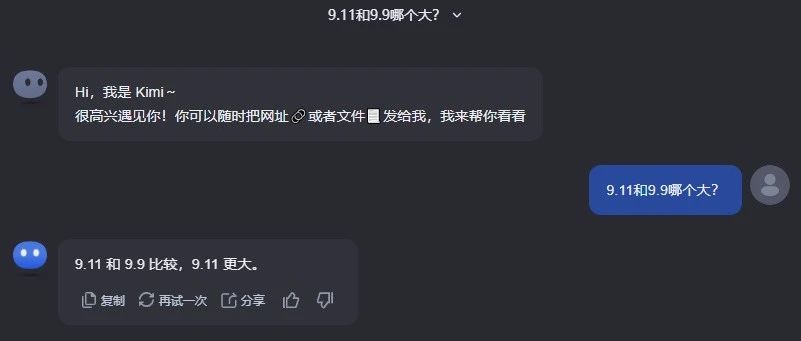 9.11和9.9哪个大？
Hi，我是 Kimi～
很高兴遇见你！你可以随时把网址🔗或者文件📄发给我，我来帮你看看
9.11和9.9哪个大？
9.11 和 9.9 比较，9.11 更大。
复制 再试一次 分享